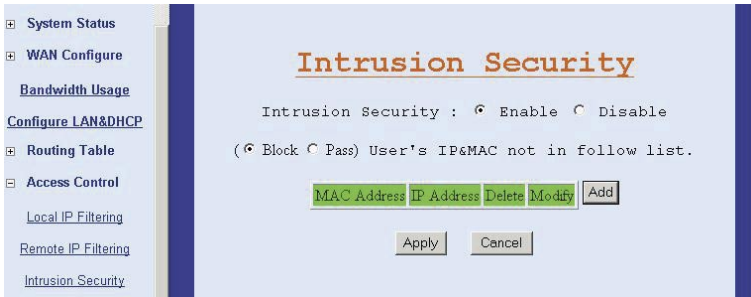 System Status
WAN Configure
Bandwidth Usage
Configure LAN&DHCP
Routing Table
Access Control
Local IP Filtering
Remote IP Filtering
Intrusion Security
Intrusion Security
Intrusion Security : Enable Disable
( Block Pass) User's IP&MAC not in follow list.
MAC Address IP Address Delete Modify Add
Apply Cancel